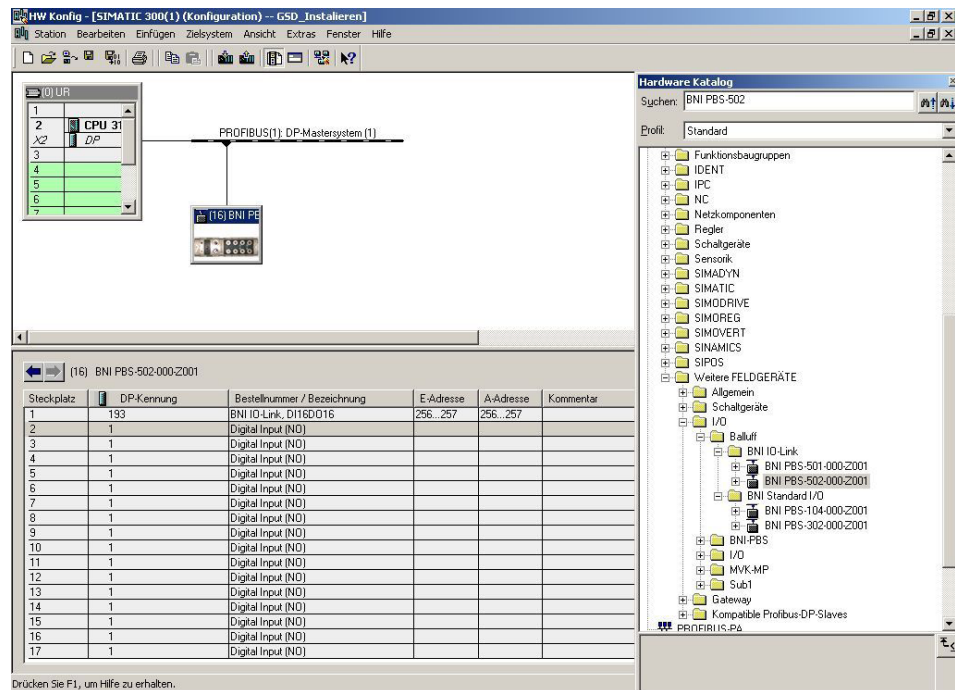 HW Konfig - [SIMATIC 300(1) (Konfiguration) -- GSD_Installieren]
Station Bearbeiten Einfügen Zielsystem Ansicht Extras Fenster Hilfe
(0) UR
1
2 CPU 31
X2 DP
3
4
5
6
7
PROFIBUS(1): DP-Mastersystem (1)
(16) BNI PB
(16) BNI PBS-502-000-Z001
Steckplatz DP-Kennung Bestellnummer / Bezeichnung E-Adresse A-Adresse Kommentar
1 193 BNI IO-Link, DI16DO16 256...257 256...257
2 1 Digital Input (NO)
3 1 Digital Input (NO)
4 1 Digital Input (NO)
5 1 Digital Input (NO)
6 1 Digital Input (NO)
7 1 Digital Input (NO)
8 1 Digital Input (NO)
9 1 Digital Input (NO)
10 1 Digital Input (NO)
11 1 Digital Input (NO)
12 1 Digital Input (NO)
13 1 Digital Input (NO)
14 1 Digital Input (NO)
15 1 Digital Input (NO)
16 1 Digital Input (NO)
17 1 Digital Input (NO)
Drücken Sie F1, um Hilfe zu erhalten.
Hardware Katalog
Suchen: BNI PBS-502
Profil: Standard
Funktionsbaugruppen
IDENT
IPC
NC
Netzkomponenten
Regler
Schaltgeräte
Sensorik
SIMADYN
SIMATIC
SIMODRIVE
SIMOREG
SIMOVERT
SINAMICS
SIPOS
Weitere FELDGERÄTE
Allgemein
Schaltgeräte
I/O
Balluff
BNI IO-Link
BNI PBS-501-000-Z001
BNI PBS-502-000-Z001
BNI Standard I/O
BNI PBS-104-000-Z001
BNI PBS-302-000-Z001
BNI-PBS
I/O
MVK-MP
Sub1
Gateway
Kompatible Profibus-DP-Slaves
PROFIBUS-PA